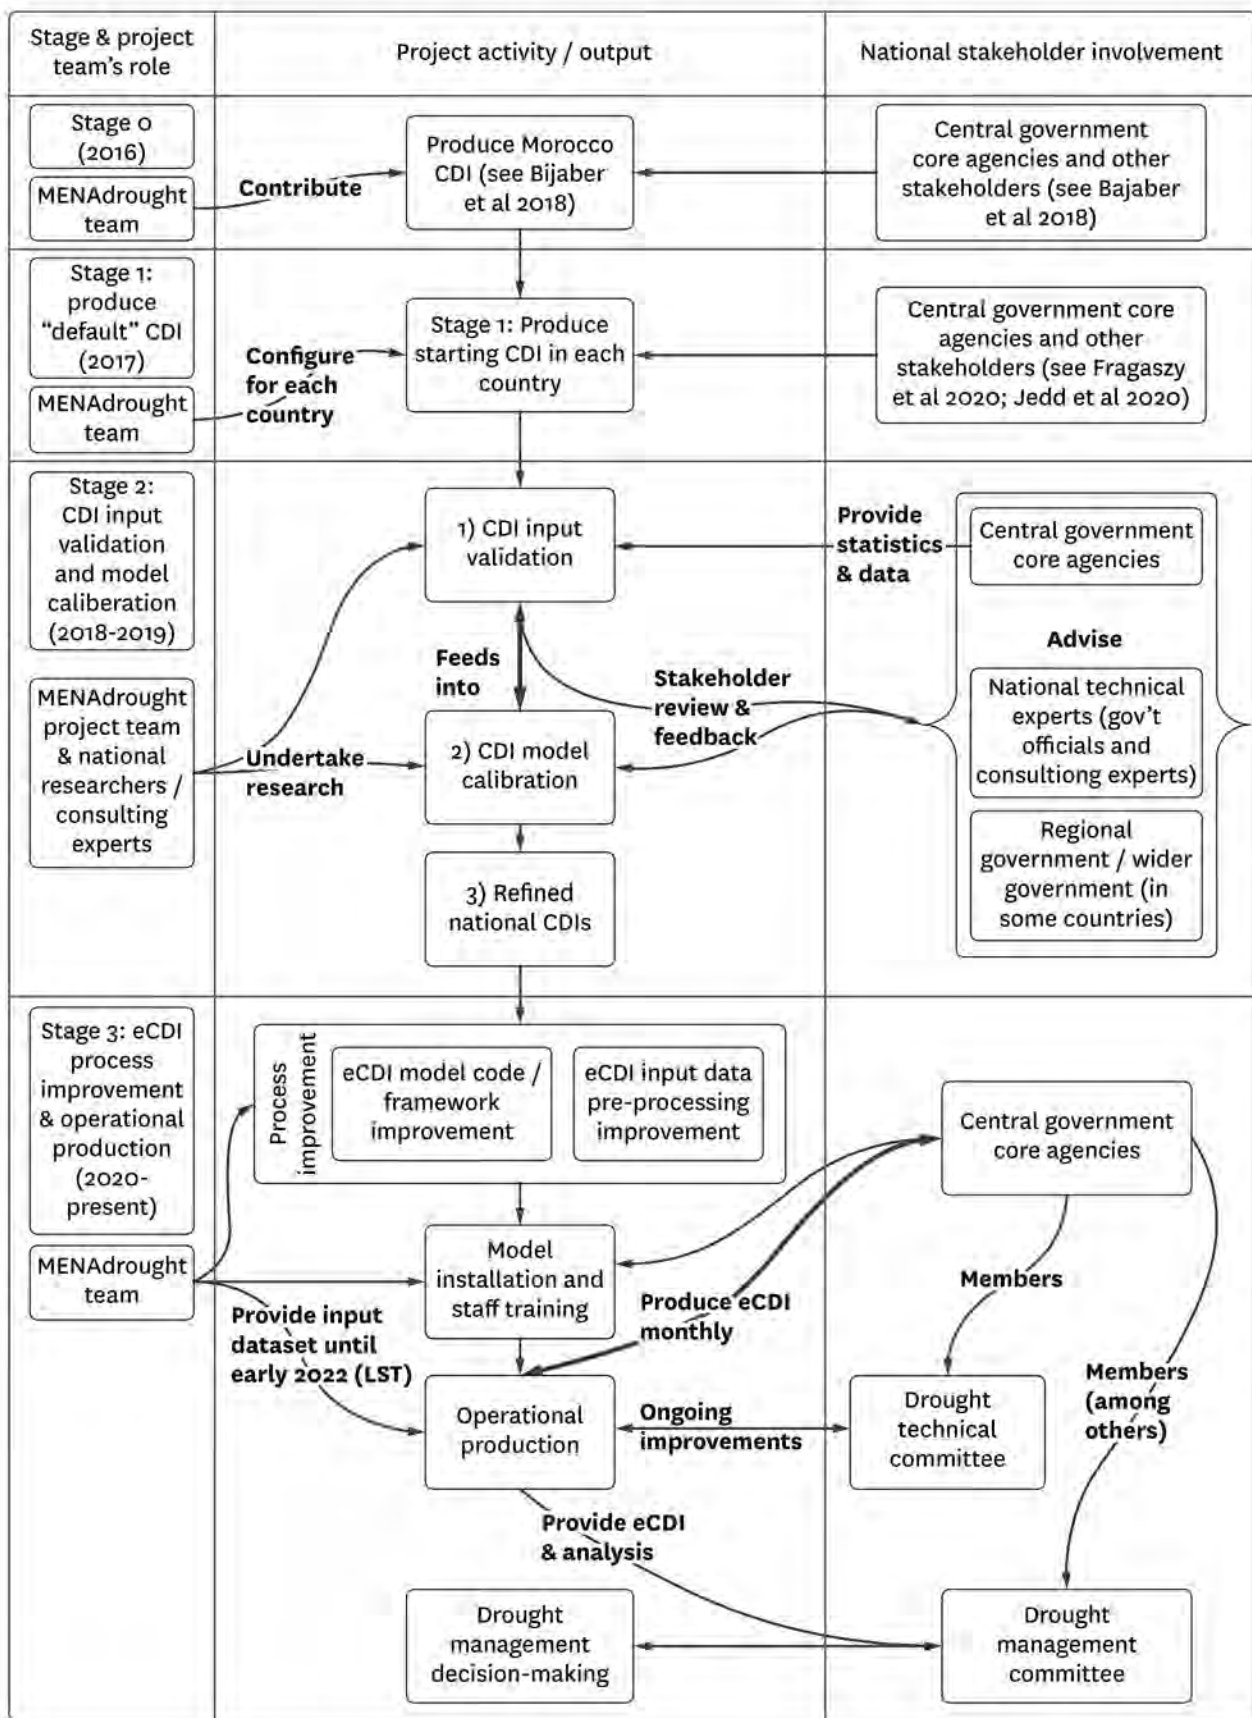 Stage & project
team's role
Project activity / output
National stakeholder involvement
Stage 0
(2016)
MENAdrought
team
Contribute
Produce Morocco
CDI (see Bijaber
et al 2018)
Central government
core agencies and other
stakeholders (see Bajaber
et al 2018)
Stage 1:
produce
“default” CDI
(2017)
MENAdrought
team
Configure
for each
country
Stage 1: Produce
starting CDI in each
country
Central government core
agencies and other
stakeholders (see Fragaszy
et al 2020; Jedd et al 2020)
Stage 2:
CDI input
validation
and model
caliberation
(2018-2019)
MENAdrought
project team
& national
researchers /
consulting
experts
Undertake
research
1) CDI input
validation
Feeds
into
2) CDI model
calibration
3) Refined
national CDIs
Provide
statistics
& data
Stakeholder
review &
feedback
Central government
core agencies
Advise
National technical
experts (gov't
officials and
consultiong experts)
Regional
government / wider
government (in
some countries)
Stage 3: eCDI
process
improvement
& operational
production
(2020-
present)
MENAdrought
team
Process
improvement
eCDI model code /
framework
improvement
eCDI input data
pre-processing
improvement
Central government
core agencies
Model
installation and
staff training
Provide input
dataset until
early 2022 (LST)
Produce eCDI
monthly
Members
Members
(among
others)
Operational
production
Ongoing
improvements
Drought
technical
committee
Provide eCDI
& analysis
Drought
management
decision-making
Drought
management
committee